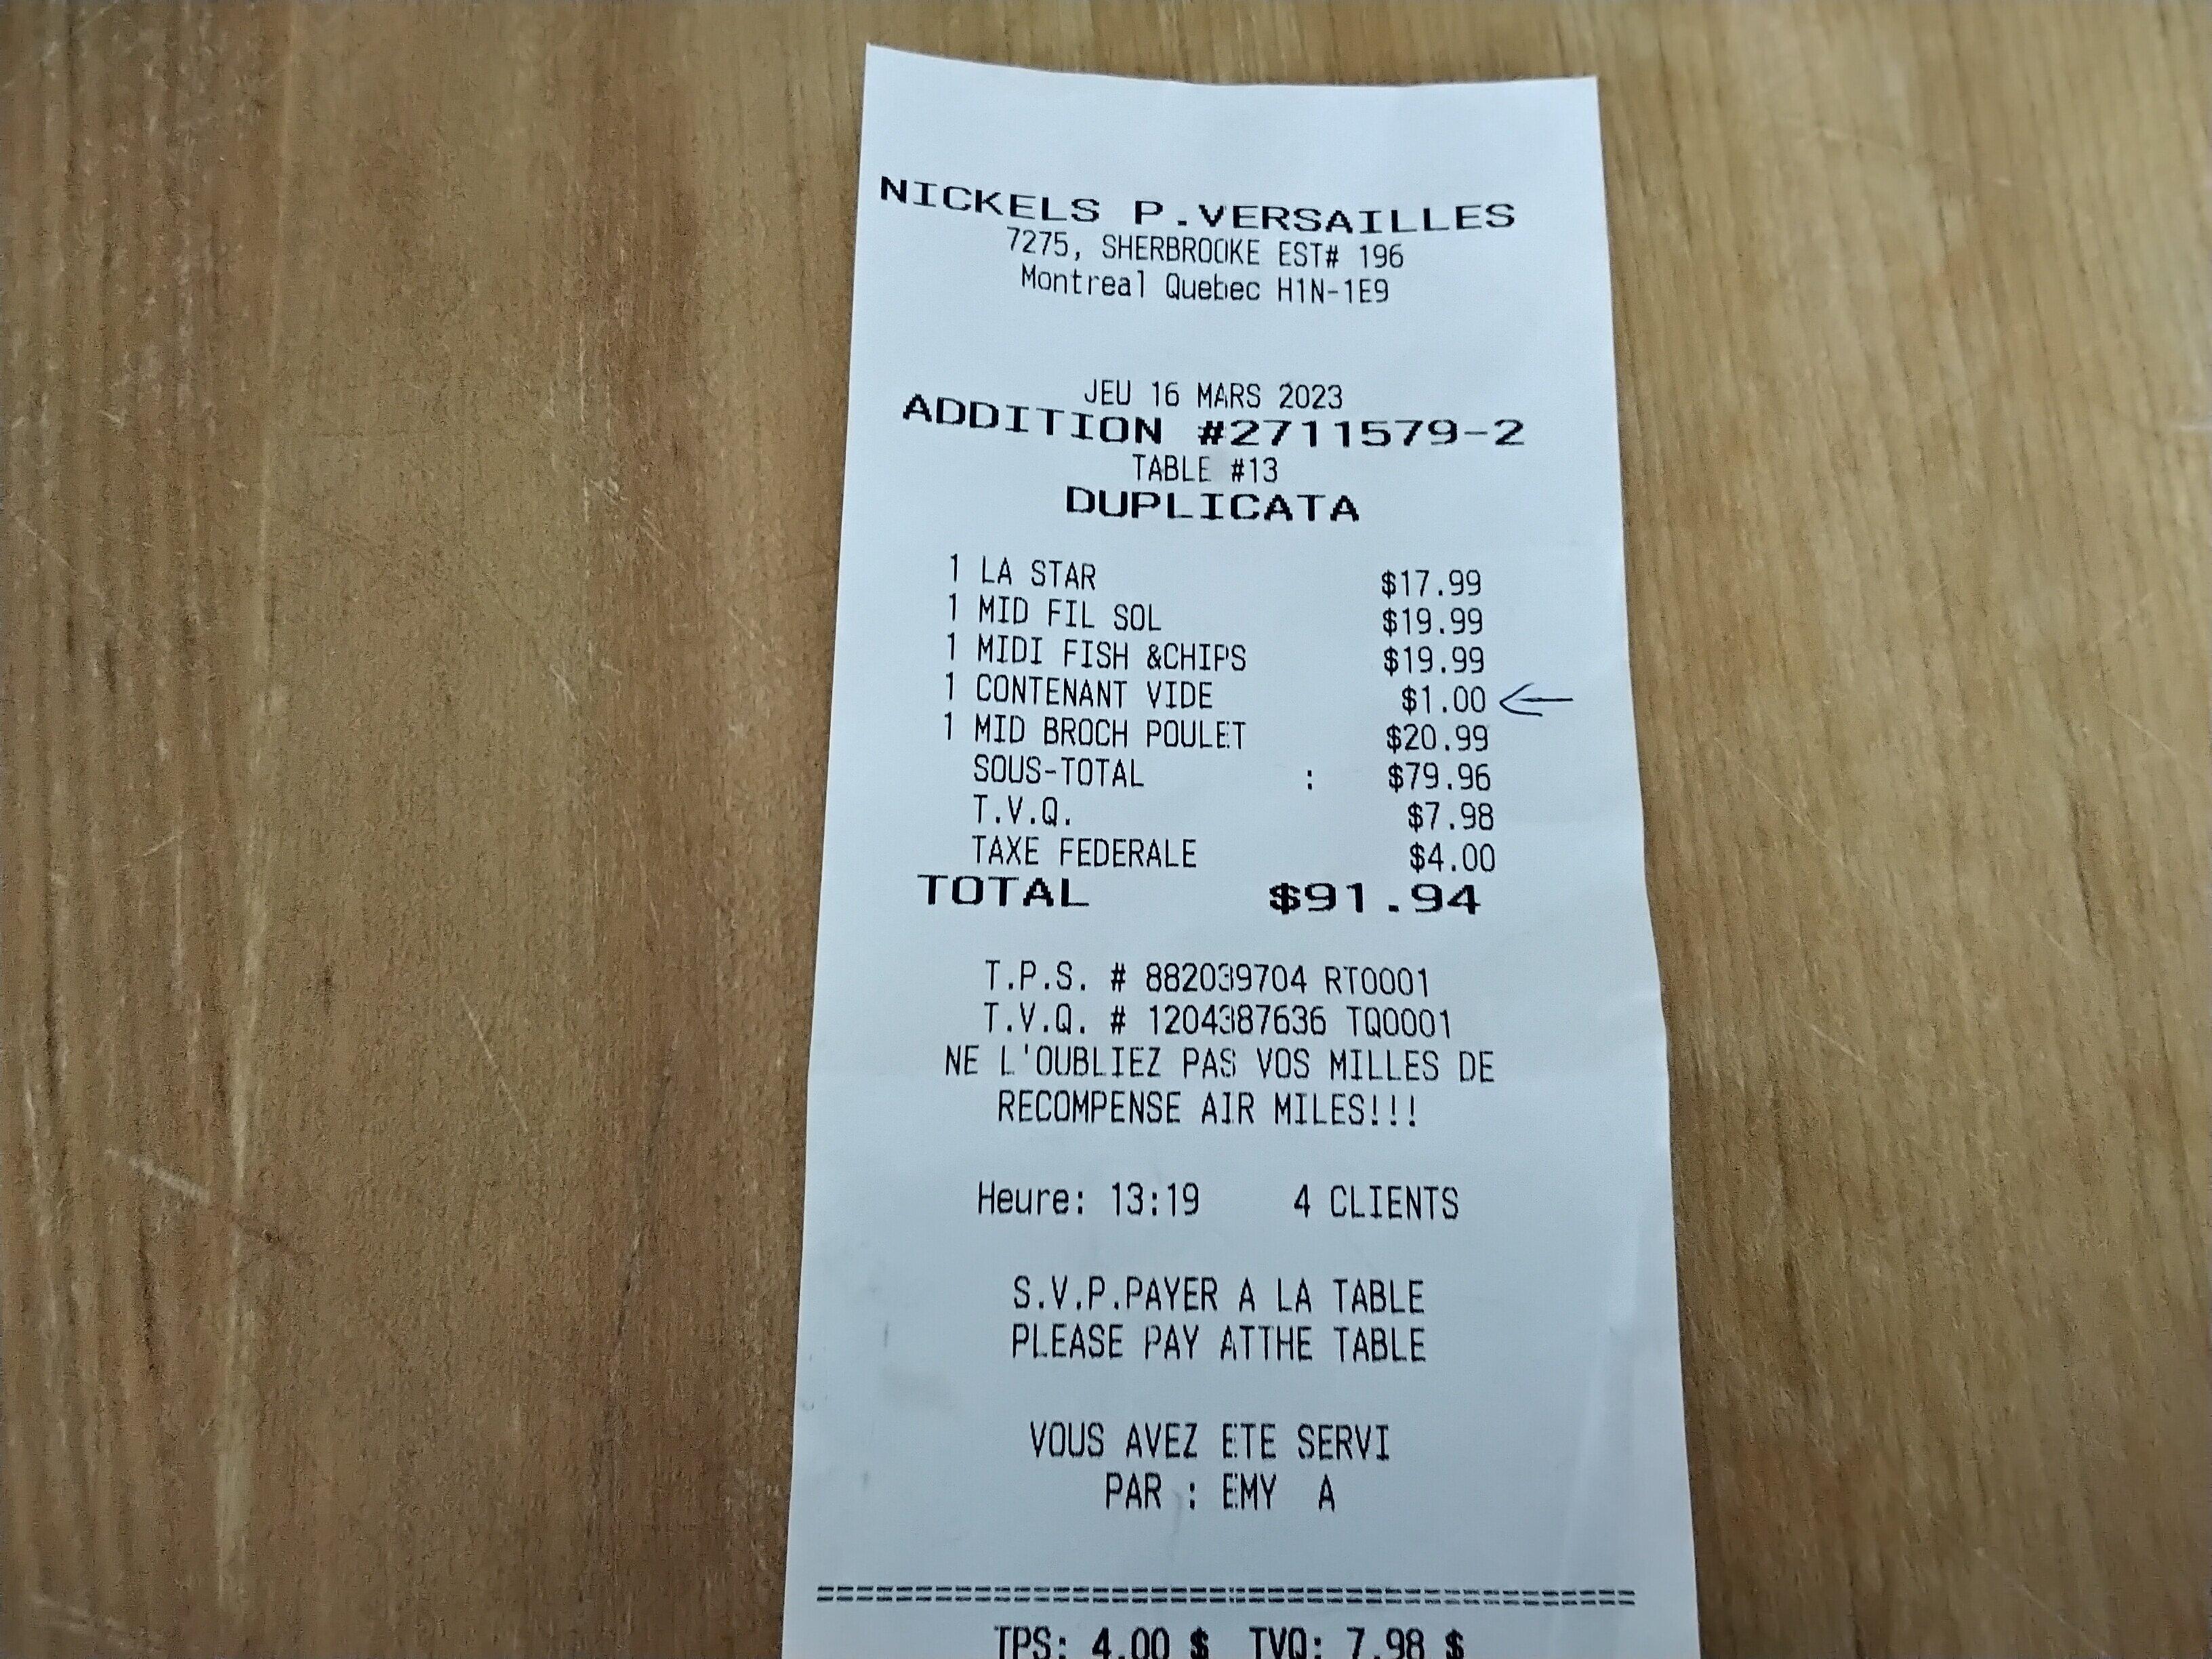 NICKELS P.VERSAILLES
7275, SHERBROOKE EST# 196
Montreal Quebec H1N-1E9
JEU 16 MARS 2023
ADDITION #2711579-2
TABLE #13
DUPLICATA
1 LA STAR $17.99
1 MID FIL SOL $19.99
1 MIDI FISH &CHIPS $19.99
1 CONTENANT VIDE $1.00
1 MID BROCH POULET $20.99
SOUS-TOTAL : $79.96
T.V.Q. $7.98
TAXE FEDERALE $4.00
TOTAL $91.94
T.P.S. # 882039704 RT0001
T.V.Q. # 1204387636 TQ0001
NE L'OUBLIEZ PAS VOS MILLES DE
RECOMPENSE AIR MILES!!!
Heure: 13:19 4 CLIENTS
S.V.P.PAYER A LA TABLE
PLEASE PAY ATTHE TABLE
VOUS AVEZ ETE SERVI
PAR : EMY A
TPS: 4.00 $ TVQ: 7.98 $